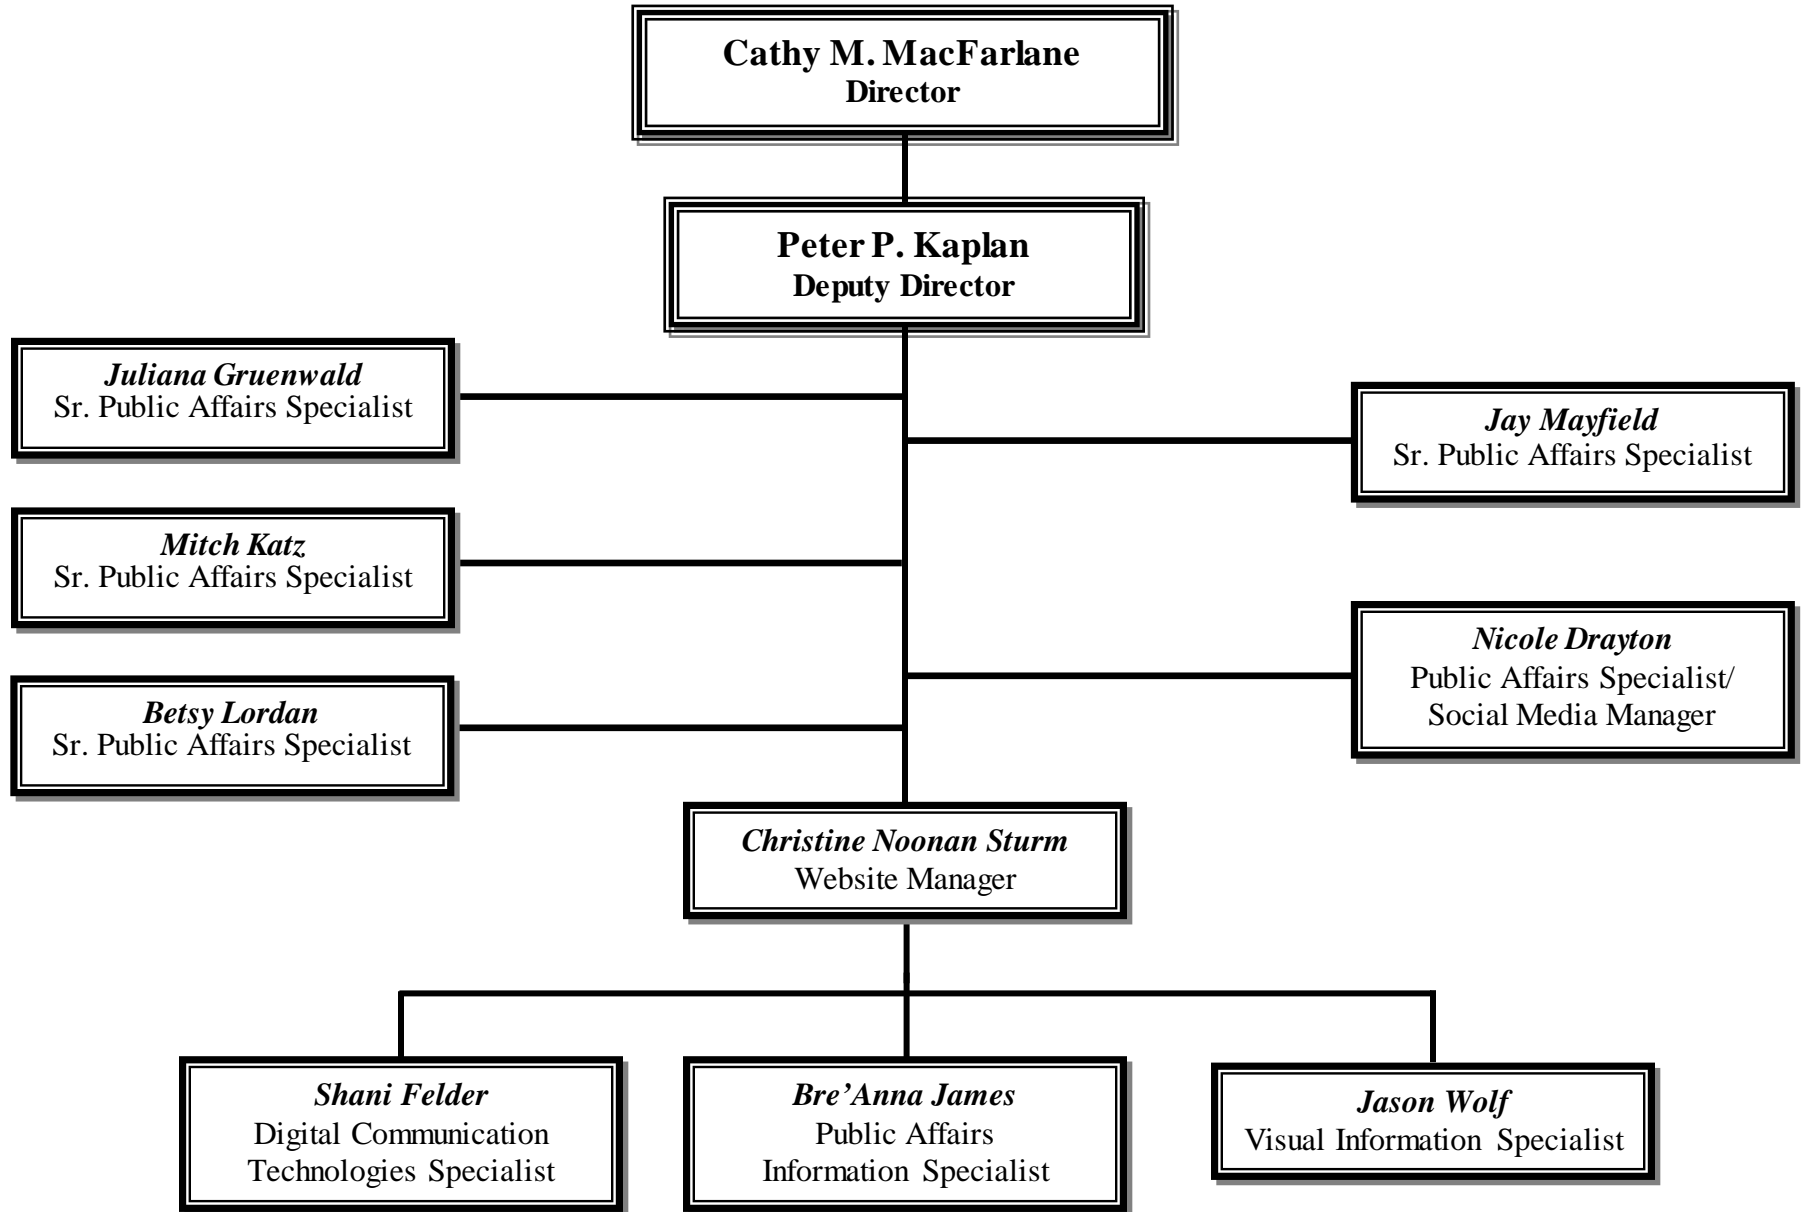 Cathy M. MacFarlane
Director
Peter P. Kaplan
Deputy Director
Juliana Gruenwald
Sr. Public Affairs Specialist
Jay Mayfield
Sr. Public Affairs Specialist
Mitch Katz
Sr. Public Affairs Specialist
Nicole Drayton
Public Affairs Specialist/
Social Media Manager
Betsy Lordan
Sr. Public Affairs Specialist
Christine Noonan Sturm
Website Manager
Shani Felder
Digital Communication
Technologies Specialist
Bre’Anna James
Public Affairs
Information Specialist
Jason Wolf
Visual Information Specialist